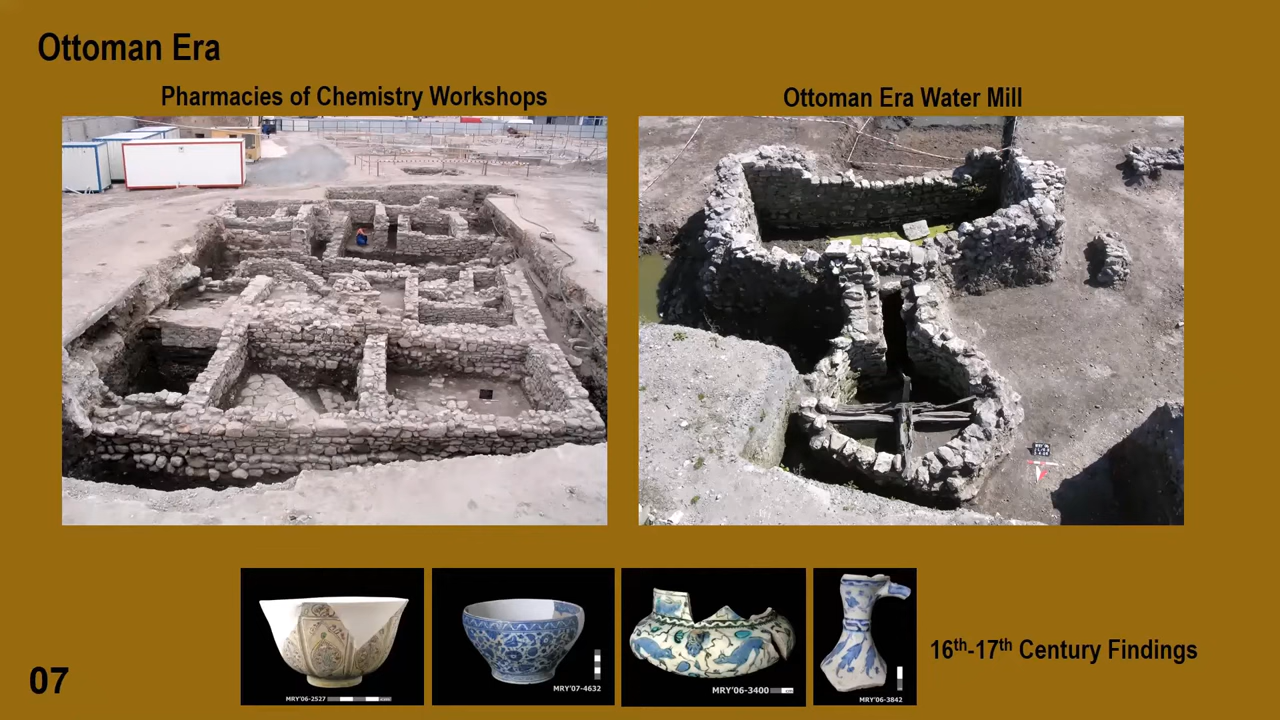 Ottoman Era
Pharmacies of Chemistry Workshops
Ottoman Era Water Mill
16th-17th Century Findings
MRY'06-2527
MRY'07-4632
MRY'06-3400
MRY'06-3842
07